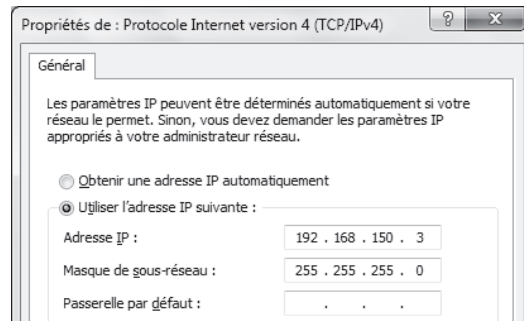 Propriétés de : Protocole Internet version 4 (TCP/IPv4)
Général
Les paramètres IP peuvent être déterminés automatiquement si votre
réseau le permet. Sinon, vous devez demander les paramètres IP
appropriés à votre administrateur réseau.
Obtenir une adresse IP automatiquement
Utiliser l'adresse IP suivante :
Adresse IP : 192 . 168 . 150 . 3
Masque de sous-réseau : 255 . 255 . 255 . 0
Passerelle par défaut : . . .